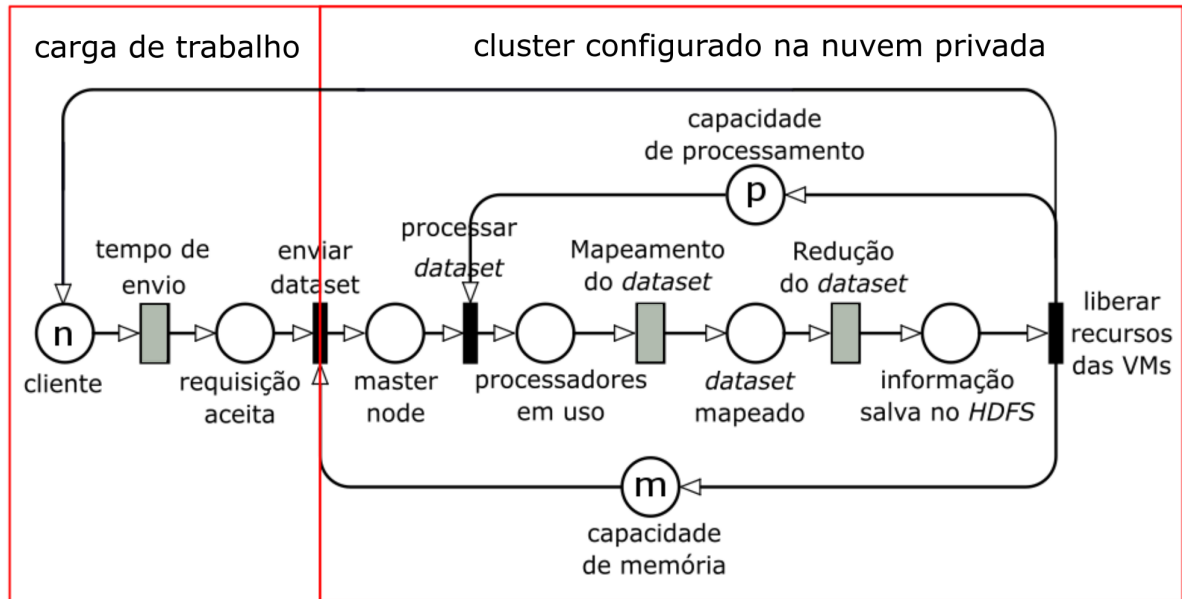 carga de trabalho
cluster configurado na nuvem privada
capacidade
de processamento
p
processar
dataset
tempo de
envio
enviar
dataset
Mapeamento
do dataset
Redução
do dataset
n
cliente
requisição
aceita
master
node
processadores
em uso
dataset
mapeado
informação
salva no HDFS
liberar
recursos
das VMs
m
capacidade
de memória